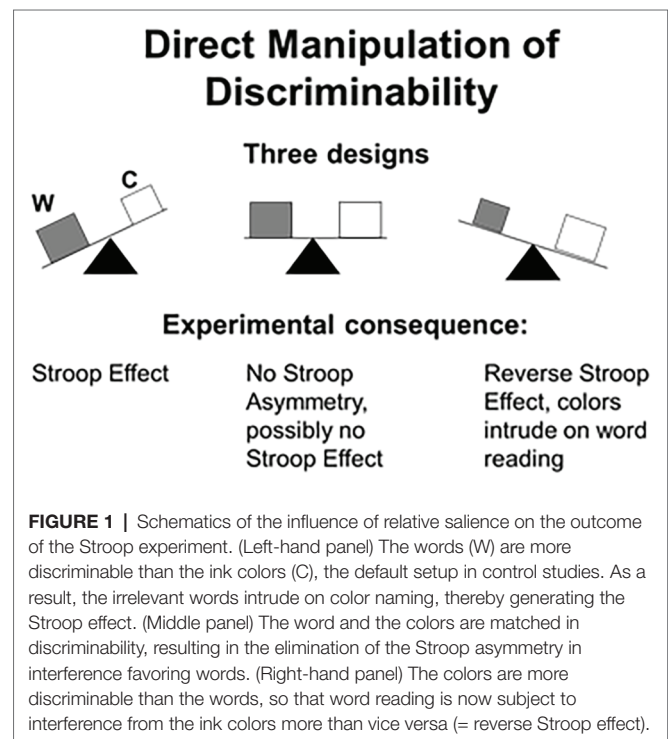 Direct Manipulation of
Discriminability
Three designs
W
C
Experimental consequence:
Stroop Effect
No Stroop
Asymmetry,
possibly no
Stroop Effect
Reverse Stroop
Effect, colors
intrude on word
reading
FIGURE 1 | Schematics of the influence of relative salience on the outcome
of the Stroop experiment. (Left-hand panel) The words (W) are more
discriminable than the ink colors (C), the default setup in control studies. As a
result, the irrelevant words intrude on color naming, thereby generating the
Stroop effect. (Middle panel) The word and the colors are matched in
discriminability, resulting in the elimination of the Stroop asymmetry in
interference favoring words. (Right-hand panel) The colors are more
discriminable than the words, so that word reading is now subject to
interference from the ink colors more than vice versa (= reverse Stroop effect).